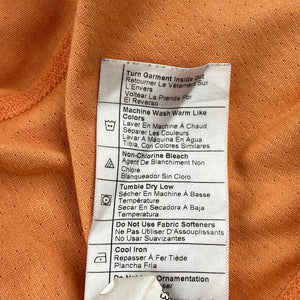 Turn Garment Inside Out
Retourner Le Vêtement Sur
L'Envers
Voltear La Prenda Por
El Reverso
Machine Wash Warm Like
Colors
Laver En Machine À Chaud,
Séparer Les Couleurs
Lavar A Máquina En Agua
Tibia, Con Colores Similares
Non-Chlorine Bleach
Agent De Blanchiment Non
Chloré
Blanqueador Sin Cloro
Tumble Dry Low
Sécher En Machine À Basse
Température
Secar En Secadora A Baja
Temperatura
Do Not Use Fabric Softeners
Ne Pas Utiliser D'Assouplissants
No Usar Suavizantes
Cool Iron
Repasser À Fer Tiède
Plancha Fría
Do Not Iron Ornamentation